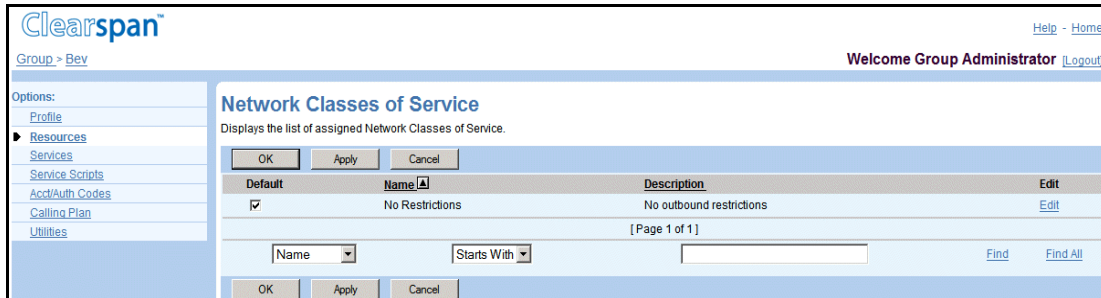 Clearspan™
Help - Home
Group > Bev
Welcome Group Administrator [Logout]
Options:
Profile
Resources
Services
Service Scripts
Acct/Auth Codes
Calling Plan
Utilities
Network Classes of Service
Displays the list of assigned Network Classes of Service.
OK Apply Cancel
Default Name Description Edit
No Restrictions No outbound restrictions Edit
[ Page 1 of 1 ]
Name Starts With Find Find All
OK Apply Cancel